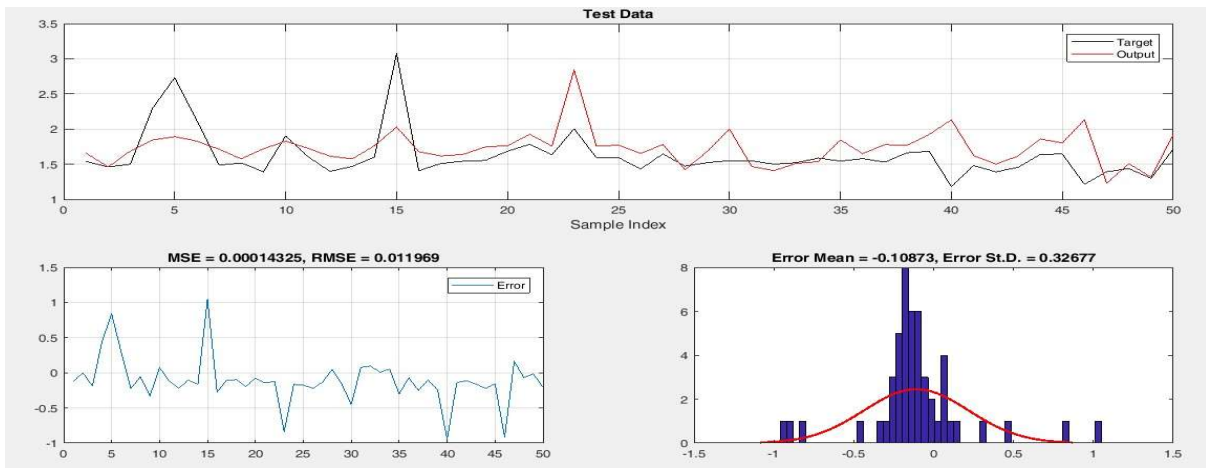 Test Data
3.5
3
2.5
2
1.5
1
Target
Output
0 5 10 15 20 25 30 35 40 45 50
Sample Index
MSE = 0.00014325, RMSE = 0.011969
1.5
1
0.5
0
-0.5
-1
Error
0 5 10 15 20 25 30 35 40 45 50
Error Mean = -0.10873, Error St.D. = 0.32677
8
6
4
2
0
-1.5 -1 -0.5 0 0.5 1 1.5